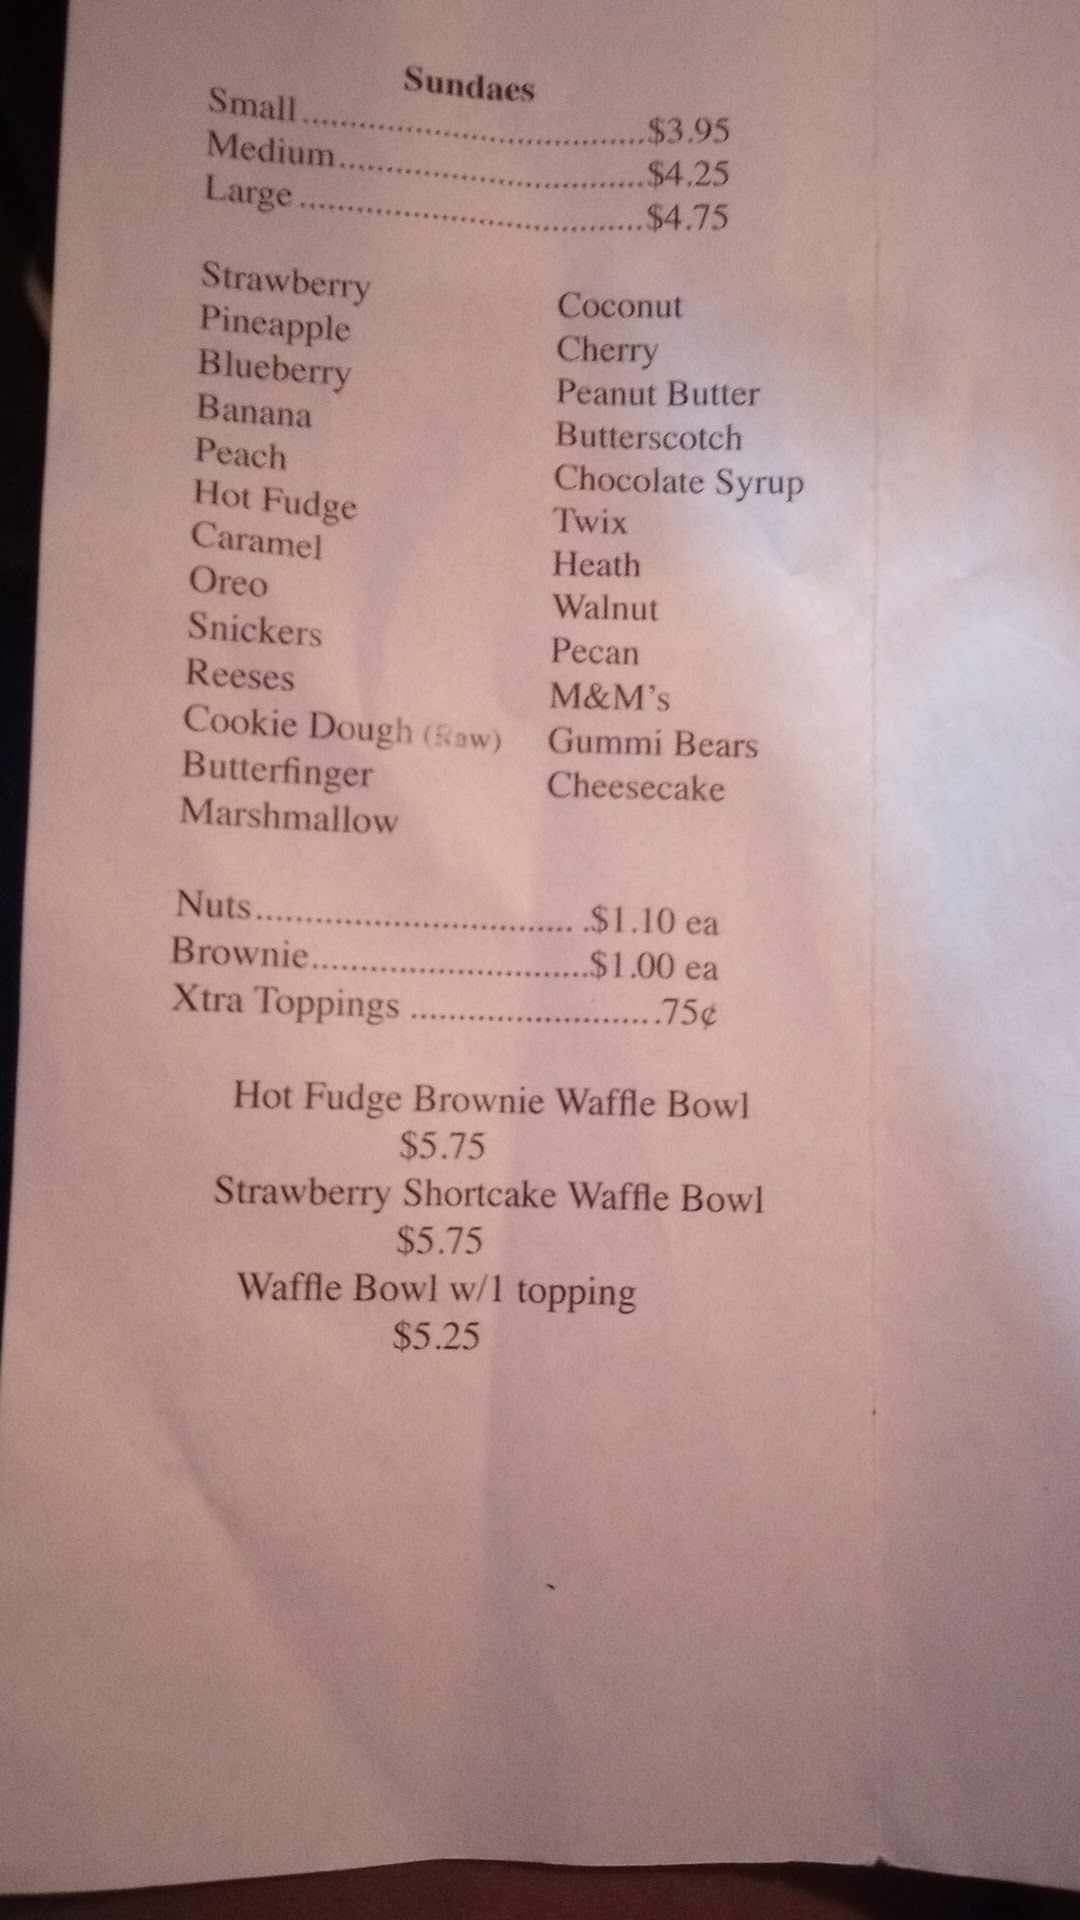 Sundaes
Small ........................................$3.95
Medium....................................$4.25
Large ........................................$4.75
Strawberry
Pineapple
Blueberry
Banana
Peach
Hot Fudge
Caramel
Oreo
Snickers
Reeses
Cookie Dough (Raw)
Butterfinger
Marshmallow
Coconut
Cherry
Peanut Butter
Butterscotch
Chocolate Syrup
Twix
Heath
Walnut
Pecan
M&M’s
Gummi Bears
Cheesecake
Nuts................................. .$1.10 ea
Brownie.............................$1.00 ea
Xtra Toppings ..........................75¢
Hot Fudge Brownie Waffle Bowl
$5.75
Strawberry Shortcake Waffle Bowl
$5.75
Waffle Bowl w/1 topping
$5.25